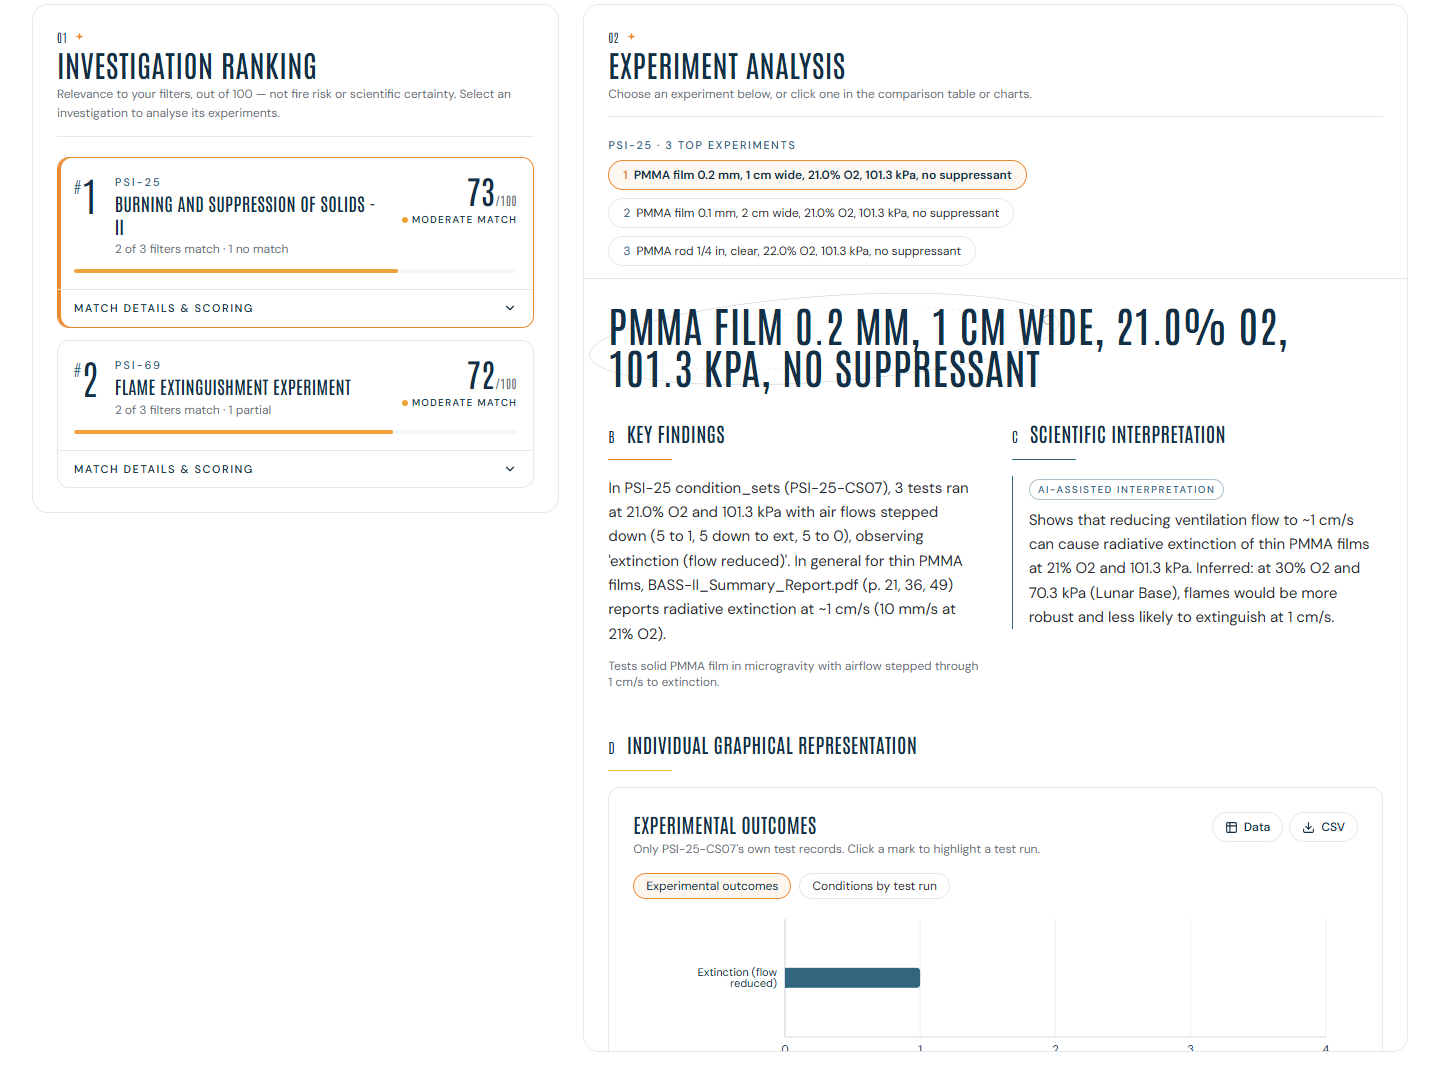 01
INVESTIGATION RANKING
Relevance to your filters, out of 100 — not fire risk or scientific certainty. Select an
investigation to analyse its experiments.
#1
PSI-25
BURNING AND SUPPRESSION OF SOLIDS -
II
2 of 3 filters match · 1 no match
73/100
MODERATE MATCH
MATCH DETAILS & SCORING
#2
PSI-69
FLAME EXTINGUISHMENT EXPERIMENT
2 of 3 filters match · 1 partial
72/100
MODERATE MATCH
MATCH DETAILS & SCORING
02
EXPERIMENT ANALYSIS
Choose an experiment below, or click one in the comparison table or charts.
PSI-25 · 3 TOP EXPERIMENTS
1 PMMA film 0.2 mm, 1 cm wide, 21.0% O2, 101.3 kPa, no suppressant
2 PMMA film 0.1 mm, 2 cm wide, 21.0% O2, 101.3 kPa, no suppressant
3 PMMA rod 1/4 in, clear, 22.0% O2, 101.3 kPa, no suppressant
PMMA FILM 0.2 MM, 1 CM WIDE, 21.0% O2,
101.3 KPA, NO SUPPRESSANT
B KEY FINDINGS
In PSI-25 condition_sets (PSI-25-CS07), 3 tests ran
at 21.0% O2 and 101.3 kPa with air flows stepped
down (5 to 1, 5 down to ext, 5 to 0), observing
'extinction (flow reduced)'. In general for thin PMMA
films, BASS-II_Summary_Report.pdf (p. 21, 36, 49)
reports radiative extinction at ~1 cm/s (10 mm/s at
21% O2).
Tests solid PMMA film in microgravity with airflow stepped through
1 cm/s to extinction.
C SCIENTIFIC INTERPRETATION
AI-ASSISTED INTERPRETATION
Shows that reducing ventilation flow to ~1 cm/s
can cause radiative extinction of thin PMMA films
at 21% O2 and 101.3 kPa. Inferred: at 30% O2 and
70.3 kPa (Lunar Base), flames would be more
robust and less likely to extinguish at 1 cm/s.
D INDIVIDUAL GRAPHICAL REPRESENTATION
EXPERIMENTAL OUTCOMES
Only PSI-25-CS07's own test records. Click a mark to highlight a test run.
Data
CSV
Experimental outcomes
Conditions by test run
Extinction (flow
reduced)
0 1 2 3 4